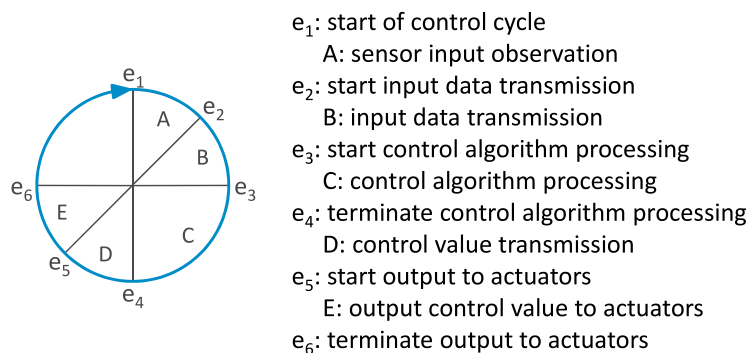 e₁
e₂
A
B
e₆
e₃
E
C
D
e₅
e₄
e₁: start of control cycle
A: sensor input observation
e₂: start input data transmission
B: input data transmission
e₃: start control algorithm processing
C: control algorithm processing
e₄: terminate control algorithm processing
D: control value transmission
e₅: start output to actuators
E: output control value to actuators
e₆: terminate output to actuators